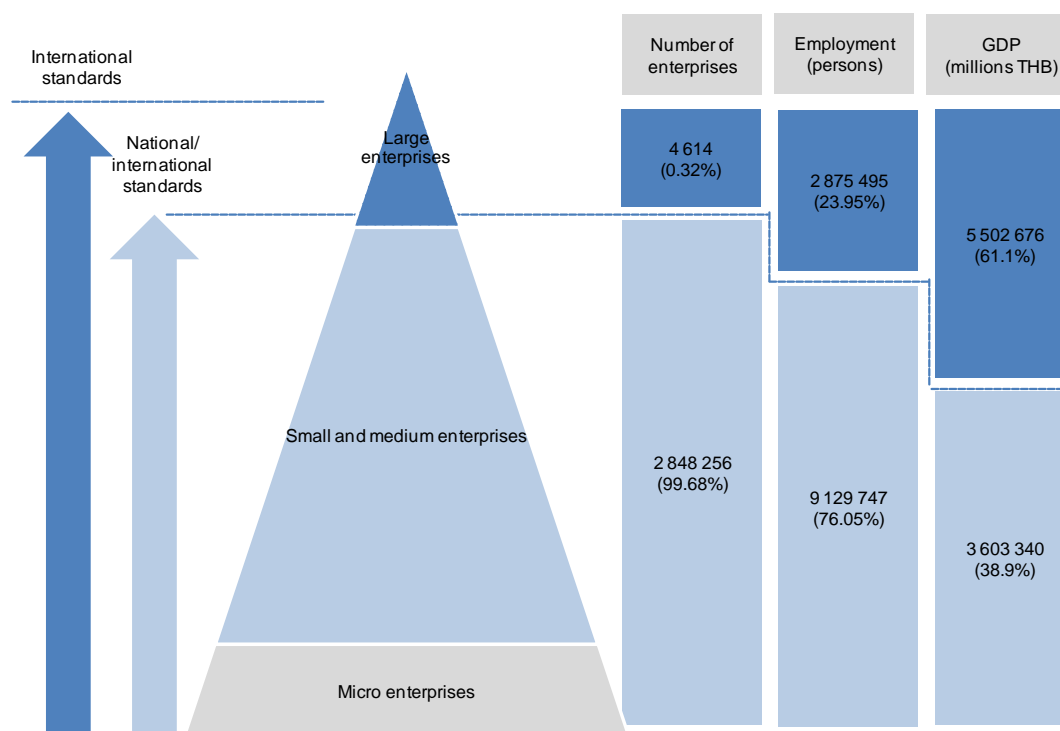 International
standards
National/
international
standards
Large
enterprises
Small and medium enterprises
Micro enterprises
Number of
enterprises
4 614
(0.32%)
2 848 256
(99.68%)
Employment
(persons)
2 875 495
(23.95%)
9 129 747
(76.05%)
GDP
(millions THB)
5 502 676
(61.1%)
3 603 340
(38.9%)